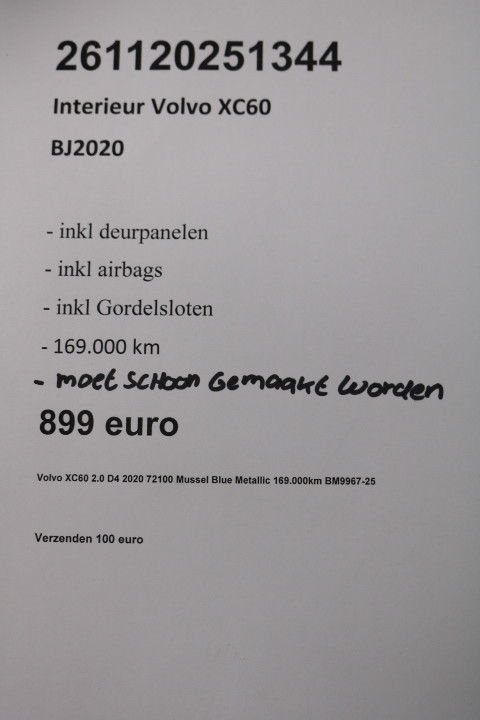 261120251344
Interieur Volvo XC60
BJ2020
- inkl deurpanelen
- inkl airbags
- inkl Gordelsloten
- 169.000 km
- moet schoon Gemaakt worden
899 euro
Volvo XC60 2.0 D4 2020 72100 Mussel Blue Metallic 169.000km BM9967-25
Verzenden 100 euro